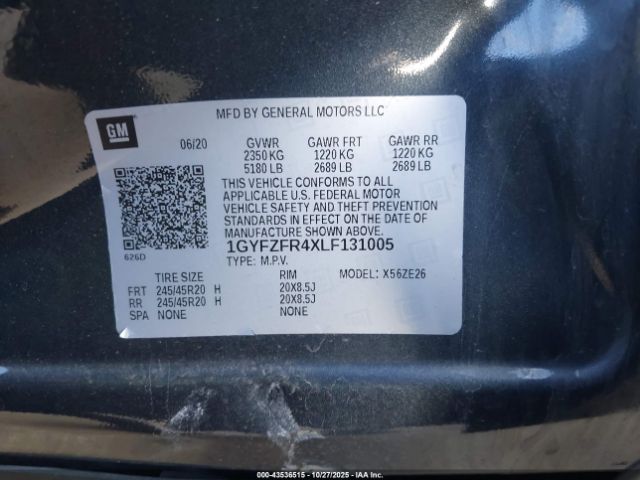 MFD BY GENERAL MOTORS LLC
GM
06/20 GVWR GAWR FRT GAWR RR
2350 KG 1220 KG 1220 KG
5180 LB 2689 LB 2689 LB
THIS VEHICLE CONFORMS TO ALL
APPLICABLE U.S. FEDERAL MOTOR
VEHICLE SAFETY AND THEFT PREVENTION
STANDARDS IN EFFECT ON THE DATE OF
MANUFACTURE SHOWN ABOVE.
626D
1GYFZFR4XLF131005
TYPE: M.P.V.
TIRE SIZE RIM MODEL: X56ZE26
FRT 245/45R20 H 20X8.5J
RR 245/45R20 H 20X8.5J
SPA NONE NONE
000-43536515 - 10/27/2025 - IAAI.com